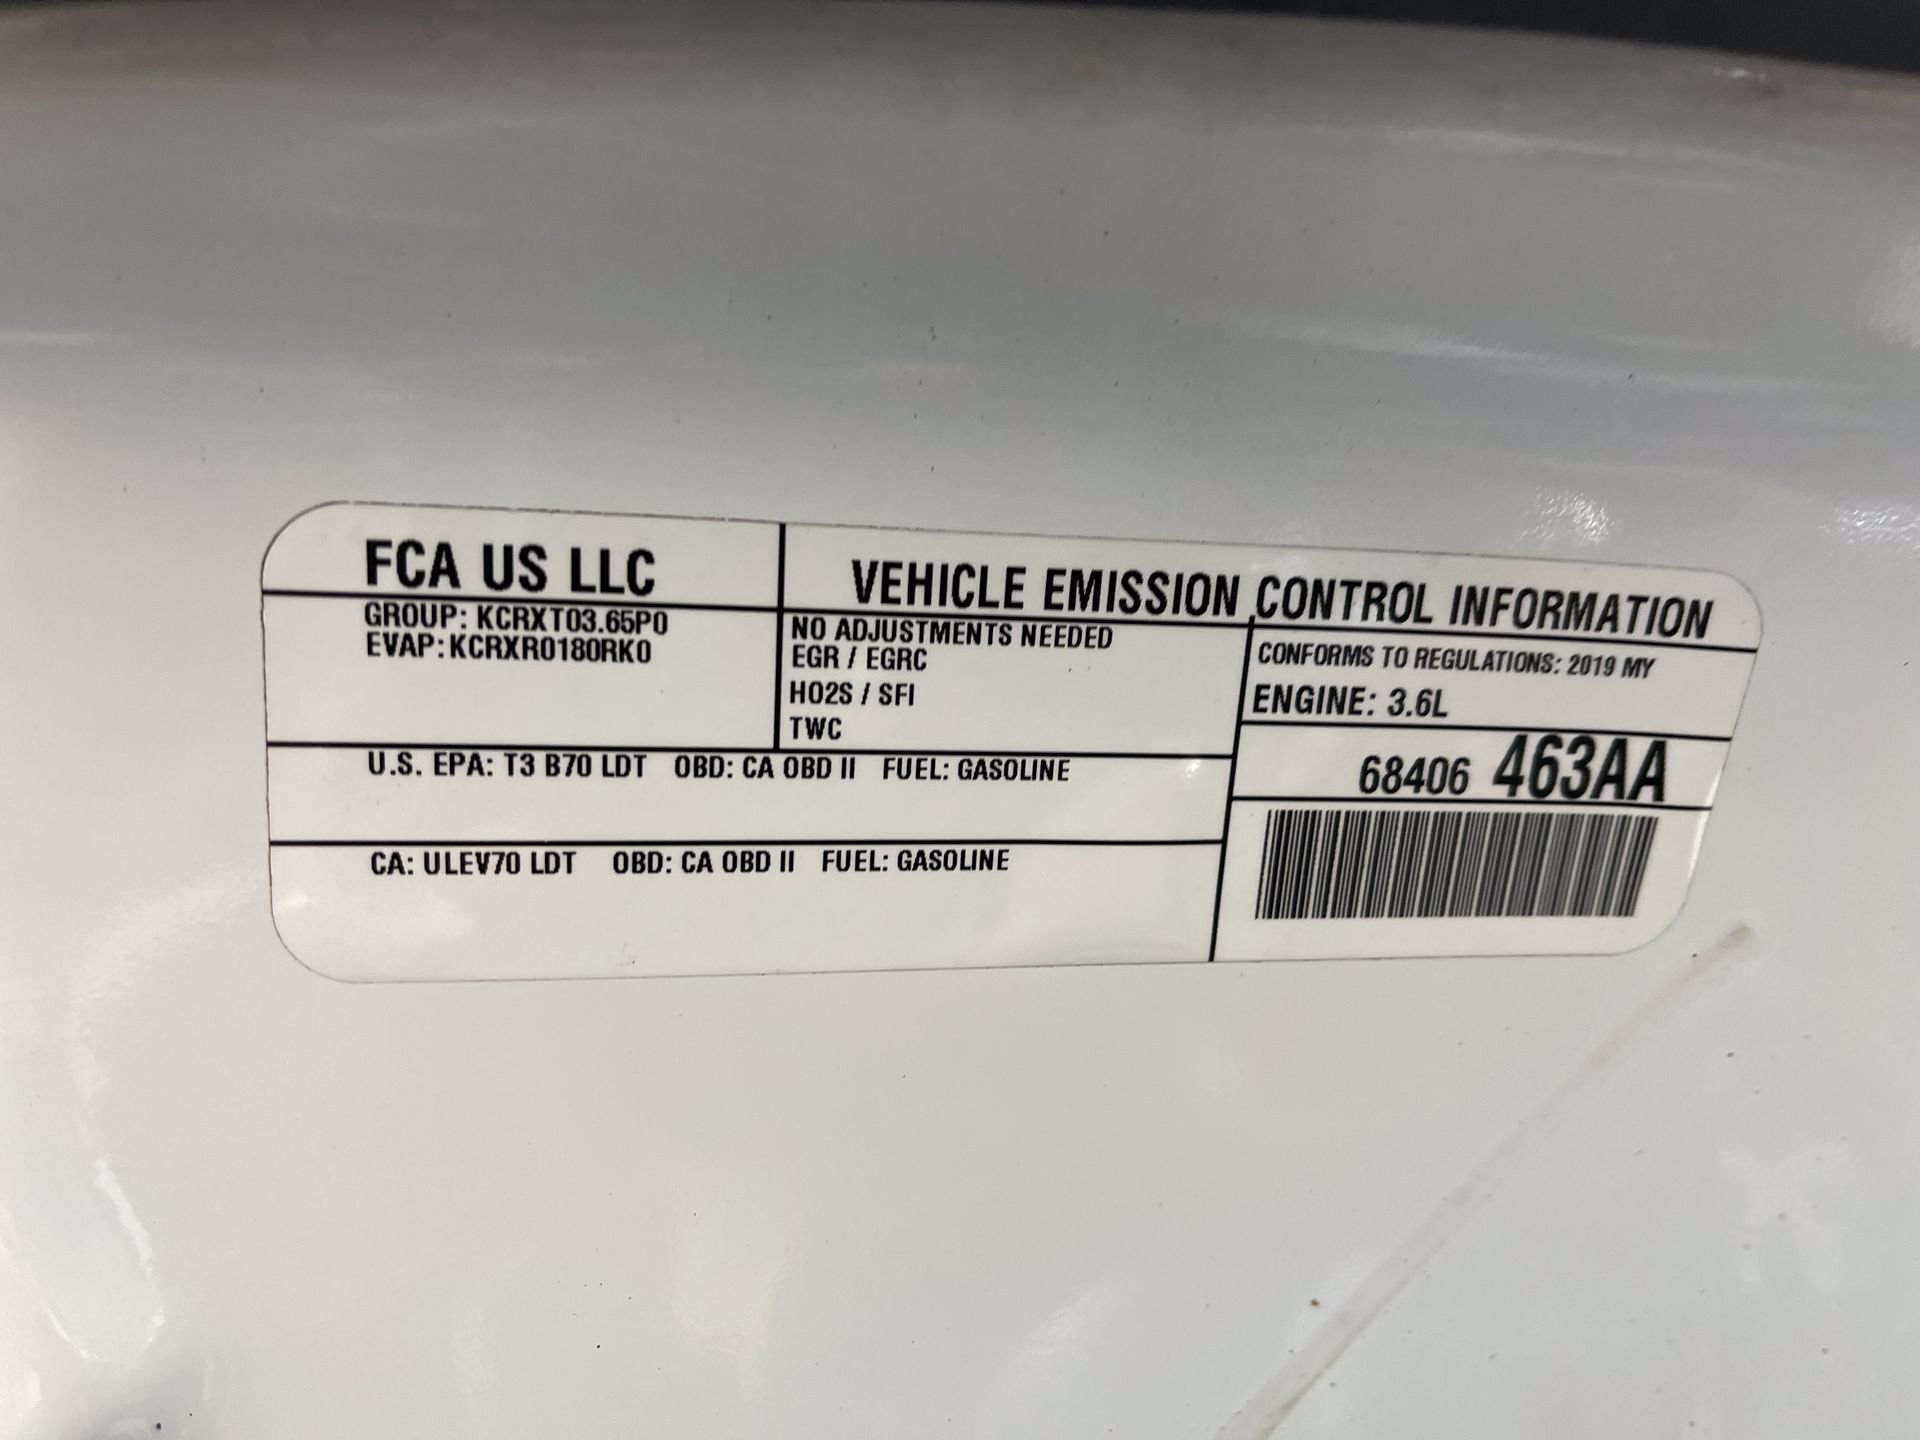 FCA US LLC
VEHICLE EMISSION CONTROL INFORMATION
GROUP: KCRXT03.65P0
EVAP:KCRXR0180RK0
NO ADJUSTMENTS NEEDED
EGR / EGRC
HO2S / SFI
TWC
CONFORMS TO REGULATIONS: 2019 MY
ENGINE: 3.6L
68406 463AA
U.S. EPA: T3 B70 LDT OBD: CA OBD II FUEL: GASOLINE
CA: ULEV70 LDT OBD: CA OBD II FUEL: GASOLINE